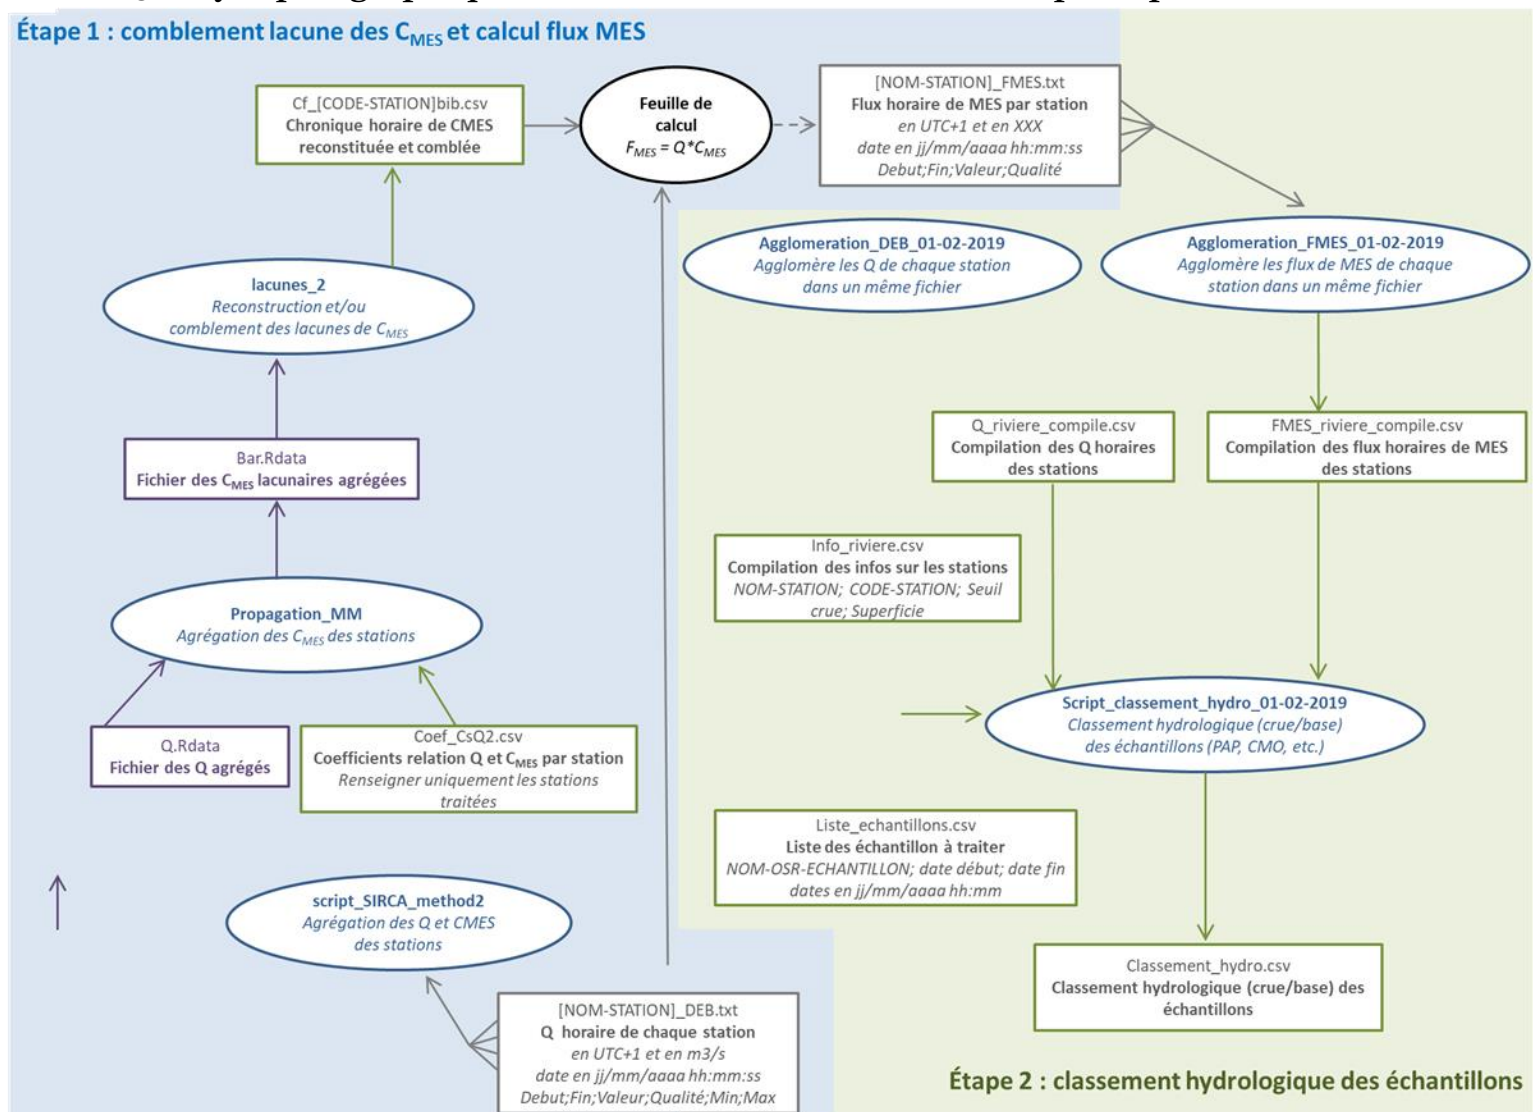 Étape 1 : comblement lacune des CMES et calcul flux MES
Cf_[CODE-STATION]bib.csv
Chronique horaire de CMES
reconstituée et comblée
Feuille de
calcul
FMES = Q*CMES
[NOM-STATION]_FMES.txt
Flux horaire de MES par station
en UTC+1 et en XXX
date en jj/mm/aaaa hh:mm:ss
Debut;Fin;Valeur;Qualité
Agglomeration_DEB_01-02-2019
Agglomère les Q de chaque station
dans un même fichier
Agglomeration_FMES_01-02-2019
Agglomère les flux de MES de chaque
station dans un même fichier
lacunes_2
Reconstruction et/ou
comblement des lacunes de CMES
Bar.Rdata
Fichier des CMES lacunaires agrégées
Q_riviere_compile.csv
Compilation des Q horaires
des stations
FMES_riviere_compile.csv
Compilation des flux horaires de MES
des stations
Info_riviere.csv
Compilation des infos sur les stations
NOM-STATION; CODE-STATION; Seuil
crue; Superficie
Propagation_MM
Agrégation des CMES des stations
Q.Rdata
Fichier des Q agrégés
Coef_CsQ2.csv
Coefficients relation Q et CMES par station
Renseigner uniquement les stations
traitées
Script_classement_hydro_01-02-2019
Classement hydrologique (crue/base)
des échantillons (PAP, CMO, etc.)
Liste_echantillons.csv
Liste des échantillon à traiter
NOM-OSR-ECHANTILLON; date début; date fin
dates en jj/mm/aaaa hh:mm
script_SIRCA_method2
Agrégation des Q et CMES
des stations
Classement_hydro.csv
Classement hydrologique (crue/base) des
échantillons
[NOM-STATION]_DEB.txt
Q horaire de chaque station
en UTC+1 et en m3/s
date en jj/mm/aaaa hh:mm:ss
Debut;Fin;Valeur;Qualité;Min;Max
Étape 2 : classement hydrologique des échantillons